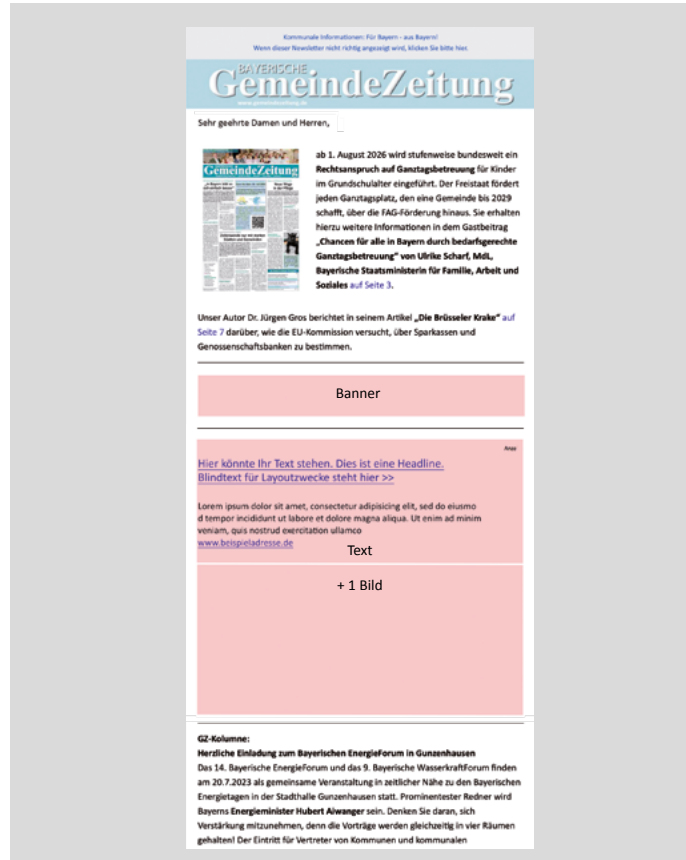 Kommunale Informationen: Für Bayern - aus Bayern!
Wenn dieser Newsletter nicht richtig angezeigt wird, klicken Sie bitte hier.
BAYERISCHE
GemeindeZeitung
www.gemeindezeitung.de
Sehr geehrte Damen und Herren,
GemeindeZeitung
ab 1. August 2026 wird stufenweise bundesweit ein
Rechtsanspruch auf Ganztagsbetreuung für Kinder
im Grundschulalter eingeführt. Der Freistaat fördert
jeden Ganztagsplatz, den eine Gemeinde bis 2029
schafft, über die FAG-Förderung hinaus. Sie erhalten
hierzu weitere Informationen in dem Gastbeitrag
„Chancen für alle in Bayern durch bedarfsgerechte
Ganztagsbetreuung" von Ulrike Scharf, MdL,
Bayerische Staatsministerin für Familie, Arbeit und
Soziales auf Seite 3.
Unser Autor Dr. Jürgen Gros berichtet in seinem Artikel „Die Brüsseler Krake" auf
Seite 7 darüber, wie die EU-Kommission versucht, über Sparkassen und
Genossenschaftsbanken zu bestimmen.
Banner
Hier könnte Ihr Text stehen. Dies ist eine Headline.
Blindtext für Layoutzwecke steht hier >>
Lorem ipsum dolor sit amet, consectetur adipisicing elit, sed do eiusmo
d tempor incididunt ut labore et dolore magna aliqua. Ut enim ad minim
veniam, quis nostrud exercitation ullamco
www.beispieladresse.de
Text
+ 1 Bild
GZ-Kolumne:
Herzliche Einladung zum Bayerischen EnergieForum in Gunzenhausen
Das 14. Bayerische EnergieForum und das 9. Bayerische WasserkraftForum finden
am 20.7.2023 als gemeinsame Veranstaltung in zeitlicher Nähe zu den Bayerischen
Energietagen in der Stadthalle Gunzenhausen statt. Prominentester Redner wird
Bayerns Energieminister Hubert Aiwanger sein. Denken Sie daran, sich
Verstärkung mitzunehmen, denn die Vorträge werden gleichzeitig in vier Räumen
gehalten! Der Eintritt für Vertreter von Kommunen und kommunalen